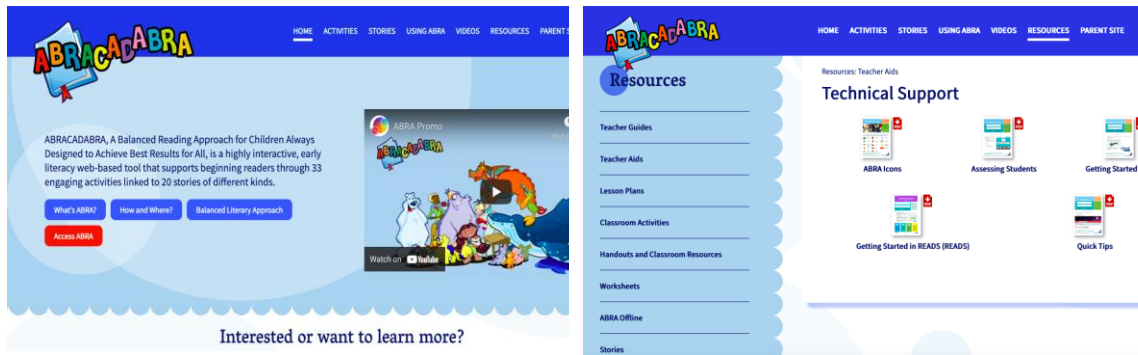 ABRACADABRA
HOME ACTIVITIES STORIES USING ABRA VIDEOS RESOURCES PARENT
ABRACADABRA, A Balanced Reading Approach for Children Always
Designed to Achieve Best Results for All, is a highly interactive, early
literacy web-based tool that supports beginning readers through 33
engaging activities linked to 20 stories of different kinds.
What's ABRA? How and Where? Balanced Literary Approach
Access ABRA
ABRA Promo
ABRACADABRA
Watch on YouTube
Interested or want to learn more?
ABRACADABRA
HOME ACTIVITIES STORIES USING ABRA VIDEOS RESOURCES PARENT SITE
Resources
Teacher Guides
Teacher Aids
Lesson Plans
Classroom Activities
Handouts and Classroom Resources
Worksheets
ABRA Offline
Stories
Resources: Teacher Aids
Technical Support
ABRA Icons Assessing Students Getting Started
Getting Started in READS (READS) Quick Tips